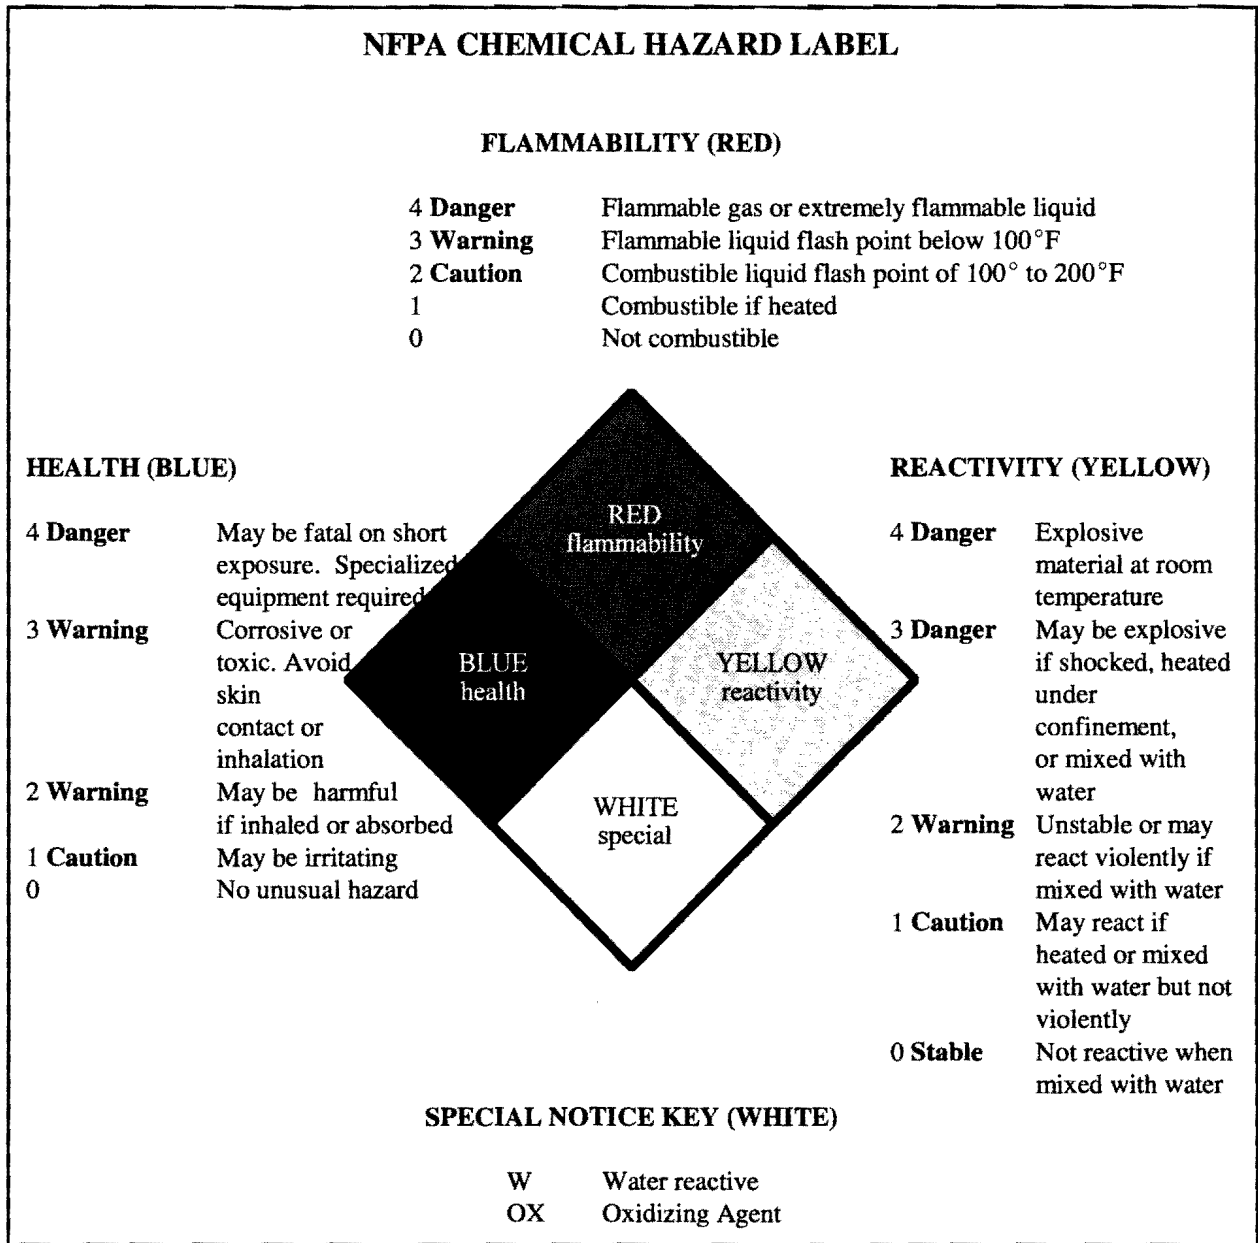 NFPA CHEMICAL HAZARD LABEL
FLAMMABILITY (RED)
4 Danger Flammable gas or extremely flammable liquid
3 Warning Flammable liquid flash point below 100°F
2 Caution Combustible liquid flash point of 100° to 200°F
1 Combustible if heated
0 Not combustible
HEALTH (BLUE)
4 Danger May be fatal on short
exposure. Specialized
equipment required
3 Warning Corrosive or
toxic. Avoid
skin
contact or
inhalation
2 Warning May be harmful
if inhaled or absorbed
1 Caution May be irritating
0 No unusual hazard
RED
flammability
BLUE
health
YELLOW
reactivity
WHITE
special
REACTIVITY (YELLOW)
4 Danger Explosive
material at room
temperature
3 Danger May be explosive
if shocked, heated
under
confinement,
or mixed with
water
2 Warning Unstable or may
react violently if
mixed with water
1 Caution May react if
heated or mixed
with water but not
violently
0 Stable Not reactive when
mixed with water
SPECIAL NOTICE KEY (WHITE)
W Water reactive
OX Oxidizing Agent